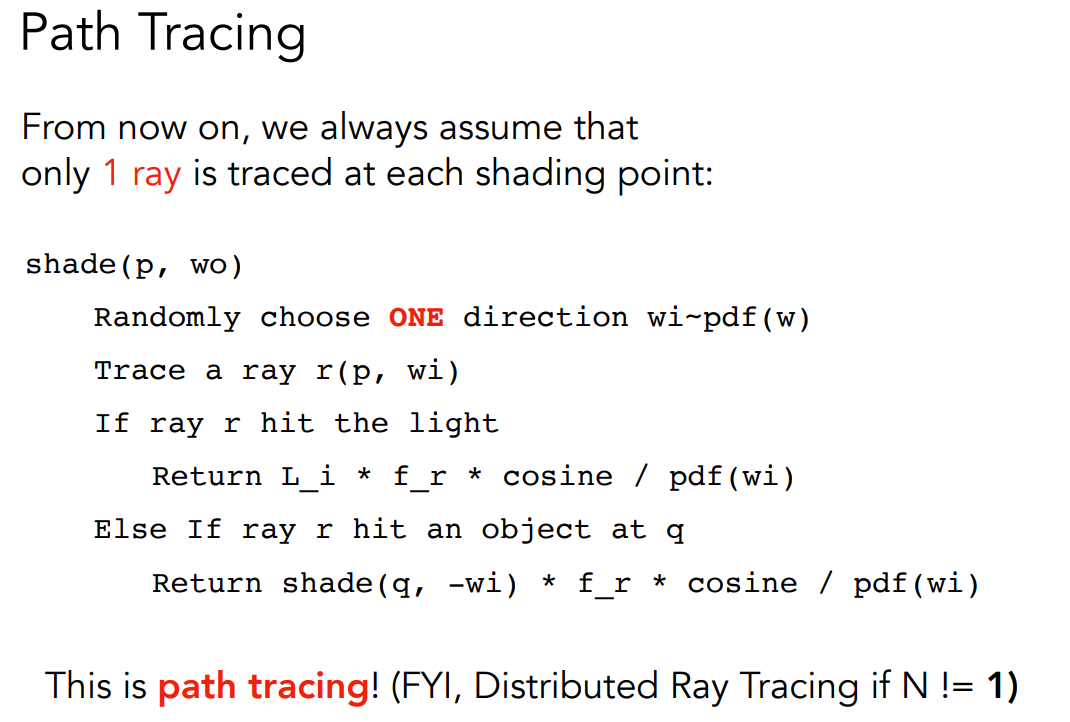 Path Tracing
From now on, we always assume that
only 1 ray is traced at each shading point:
shade(p, wo)
Randomly choose ONE direction wi~pdf(w)
Trace a ray r(p, wi)
If ray r hit the light
Return L_i * f_r * cosine / pdf(wi)
Else If ray r hit an object at q
Return shade(q, -wi) * f_r * cosine / pdf(wi)
This is path tracing! (FYI, Distributed Ray Tracing if N != 1)